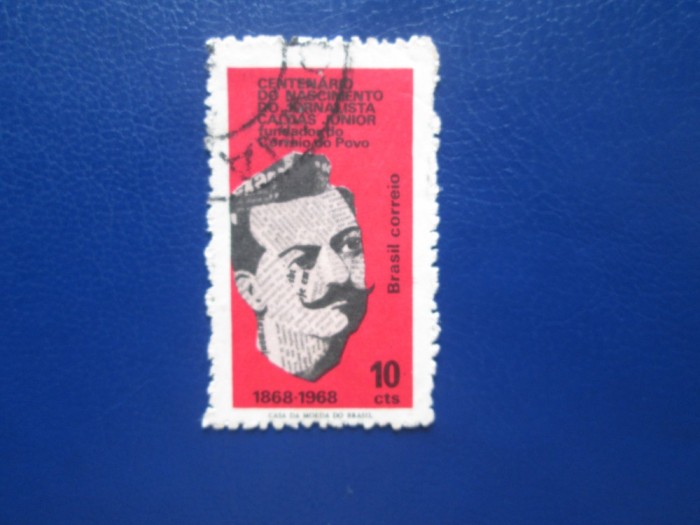 CENTENÁRIO
DO NASCIMENTO
DO JORNALISTA
CALDAS JÚNIOR
fundador do
Correio do Povo
Brasil correio
10
cts
1868-1968
CASA DA MOEDA DO BRASIL